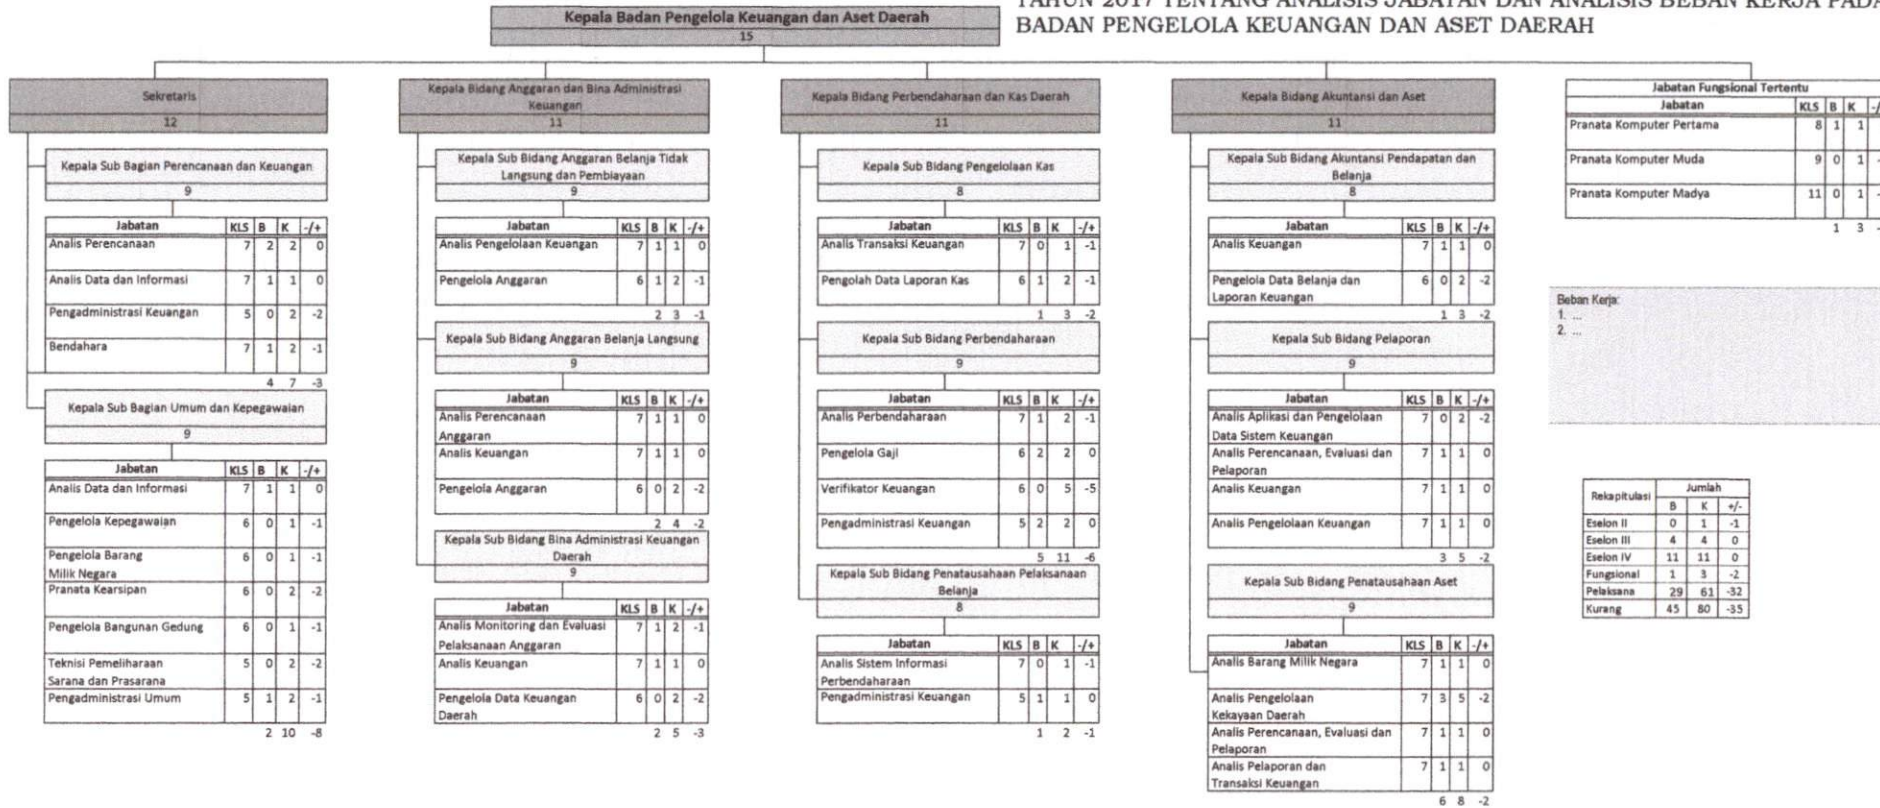 TAHUN 2017 TENTANG ANALISIS JABATAN DAN ANALISIS BEBAN KERJA PADA
BADAN PENGELOLA KEUANGAN DAN ASET DAERAH
Kepala Badan Pengelola Keuangan dan Aset Daerah
15
Sekretaris
12
Kepala Sub Bagian Perencanaan dan Keuangan
9
Jabatan KLS B K -/+
Analis Perencanaan 7 2 2 0
Analis Data dan Informasi 7 1 1 0
Pengadministrasi Keuangan 5 0 2 -2
Bendahara 7 1 2 -1
4 7 -3
Kepala Sub Bagian Umum dan Kepegawaian
9
Jabatan KLS B K -/+
Analis Data dan Informasi 7 1 1 0
Pengelola Kepegawaian 6 0 1 -1
Pengelola Barang 6 0 1 -1
Milik Negara
Pranata Kearsipan 6 0 2 -2
Pengelola Bangunan Gedung 6 0 1 -1
Teknisi Pemeliharaan 5 0 2 -2
Sarana dan Prasarana
Pengadministrasi Umum 5 1 2 -1
2 10 -8
Kepala Bidang Anggaran dan Bina Administrasi
Keuangan
11
Kepala Sub Bidang Anggaran Belanja Tidak
Langsung dan Pembiayaan
9
Jabatan KLS B K -/+
Analis Pengelolaan Keuangan 7 1 1 0
Pengelola Anggaran 6 1 2 -1
2 3 -1
Kepala Sub Bidang Anggaran Belanja Langsung
9
Jabatan KLS B K -/+
Analis Perencanaan 7 1 1 0
Anggaran
Analis Keuangan 7 1 1 0
Pengelola Anggaran 6 0 2 -2
2 4 -2
Kepala Sub Bidang Bina Administrasi Keuangan
Daerah
9
Jabatan KLS B K -/+
Analis Monitoring dan Evaluasi 7 1 2 -1
Pelaksanaan Anggaran
Analis Keuangan 7 1 1 0
Pengelola Data Keuangan 6 0 2 -2
Daerah
2 5 -3
Kepala Bidang Perbendaharaan dan Kas Daerah
11
Kepala Sub Bidang Pengelolaan Kas
8
Jabatan KLS B K -/+
Analis Transaksi Keuangan 7 0 1 -1
Pengolah Data Laporan Kas 6 1 2 -1
1 3 -2
Kepala Sub Bidang Perbendaharaan
9
Jabatan KLS B K -/+
Analis Perbendaharaan 7 1 2 -1
Pengelola Gaji 6 2 2 0
Verifikator Keuangan 6 0 5 -5
Pengadministrasi Keuangan 5 2 2 0
5 11 -6
Kepala Sub Bidang Penatausahaan Pelaksanaan
Belanja
8
Jabatan KLS B K -/+
Analis Sistem Informasi 7 0 1 -1
Perbendaharaan
Pengadministrasi Keuangan 5 1 1 0
1 2 -1
Kepala Bidang Akuntansi dan Aset
11
Kepala Sub Bidang Akuntansi Pendapatan dan
Belanja
8
Jabatan KLS B K -/+
Analis Keuangan 7 1 1 0
Pengelola Data Belanja dan 6 0 2 -2
Laporan Keuangan
1 3 -2
Kepala Sub Bidang Pelaporan
9
Jabatan KLS B K -/+
Analis Aplikasi dan Pengelolaan 7 0 2 -2
Data Sistem Keuangan
Analis Perencanaan, Evaluasi dan 7 1 1 0
Pelaporan
Analis Keuangan 7 1 1 0
Analis Pengelolaan Keuangan 7 1 1 0
3 5 -2
Kepala Sub Bidang Penatausahaan Aset
9
Jabatan KLS B K -/+
Analis Barang Milik Negara 7 1 1 0
Analis Pengelolaan 7 3 5 -2
Kekayaan Daerah
Analis Perencanaan, Evaluasi dan 7 1 1 0
Pelaporan
Analis Pelaporan dan 7 1 1 0
Transaksi Keuangan
6 8 -2
Jabatan Fungsional Tertentu
Jabatan KLS B K -/
Pranata Komputer Pertama 8 1 1
Pranata Komputer Muda 9 0 1 -
Pranata Komputer Madya 11 0 1 -
1 3 -
Beban Kerja:
1. ...
2. ...
Rekapitulasi Jumlah
B K +/-
Eselon II 0 1 -1
Eselon III 4 4 0
Eselon IV 11 11 0
Fungsional 1 3 -2
Pelaksana 29 61 -32
Kurang 45 80 -35